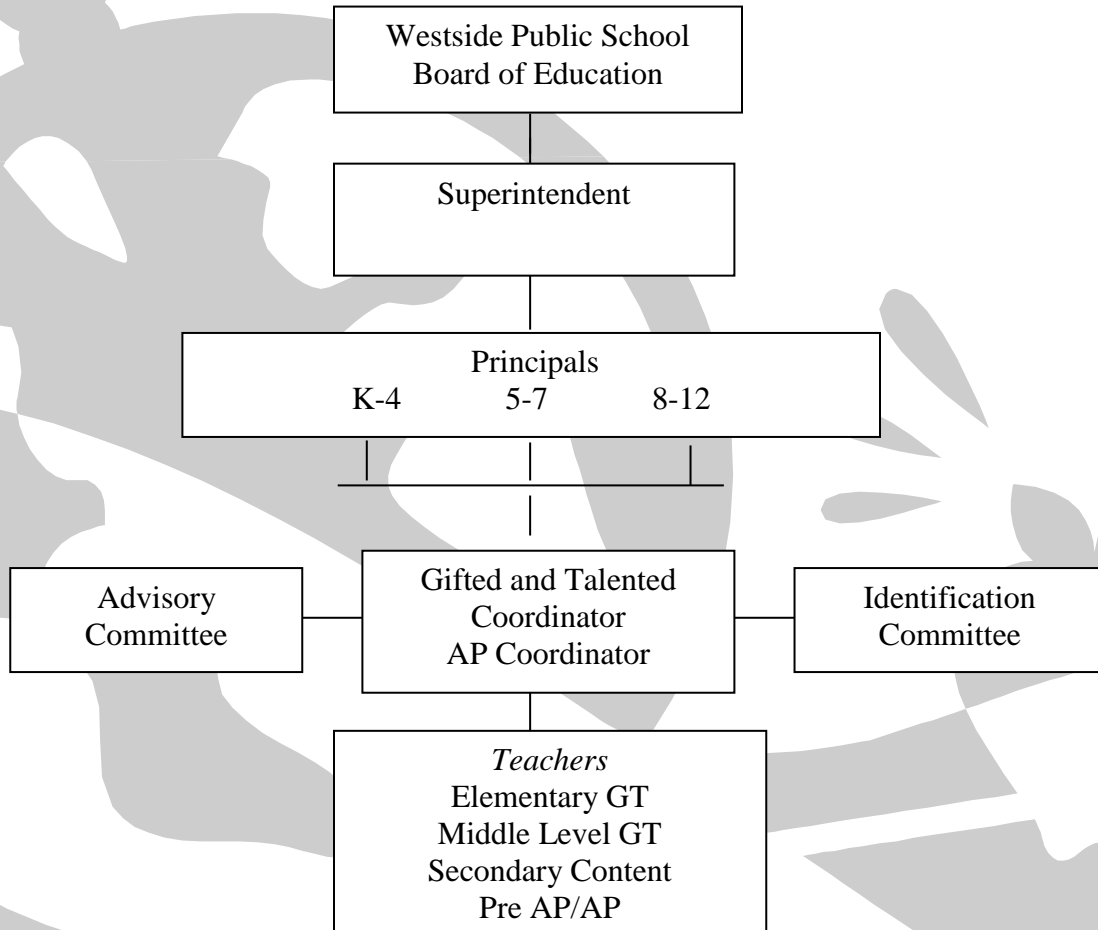 Westside Public School
Board of Education
Superintendent
Principals
K-4 5-7 8-12
Advisory
Committee
Gifted and Talented
Coordinator
AP Coordinator
Identification
Committee
Teachers
Elementary GT
Middle Level GT
Secondary Content
Pre AP/AP